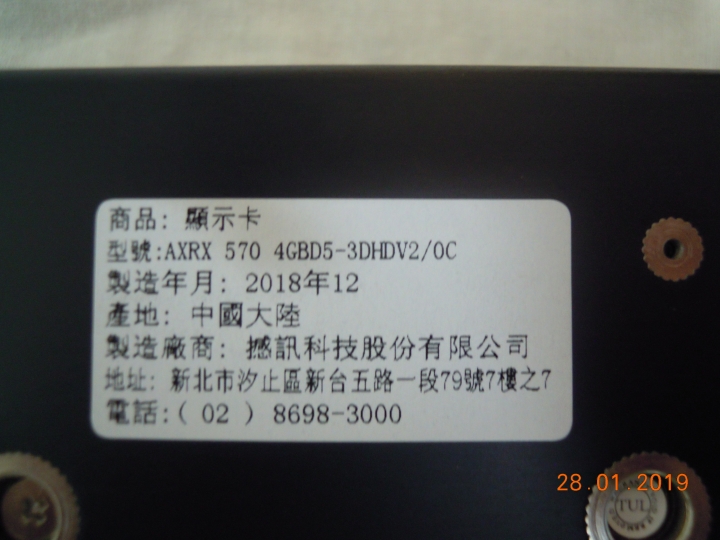 商品: 顯示卡
型號:AXRX 570 4GBD5-3DHDV2/OC
製造年月: 2018年12
產地: 中國大陸
製造廠商: 撼訊科技股份有限公司
地址: 新北市汐止區新台五路一段79號7樓之7
電話:( 02 ) 8698-3000
28.01.2019
TUL